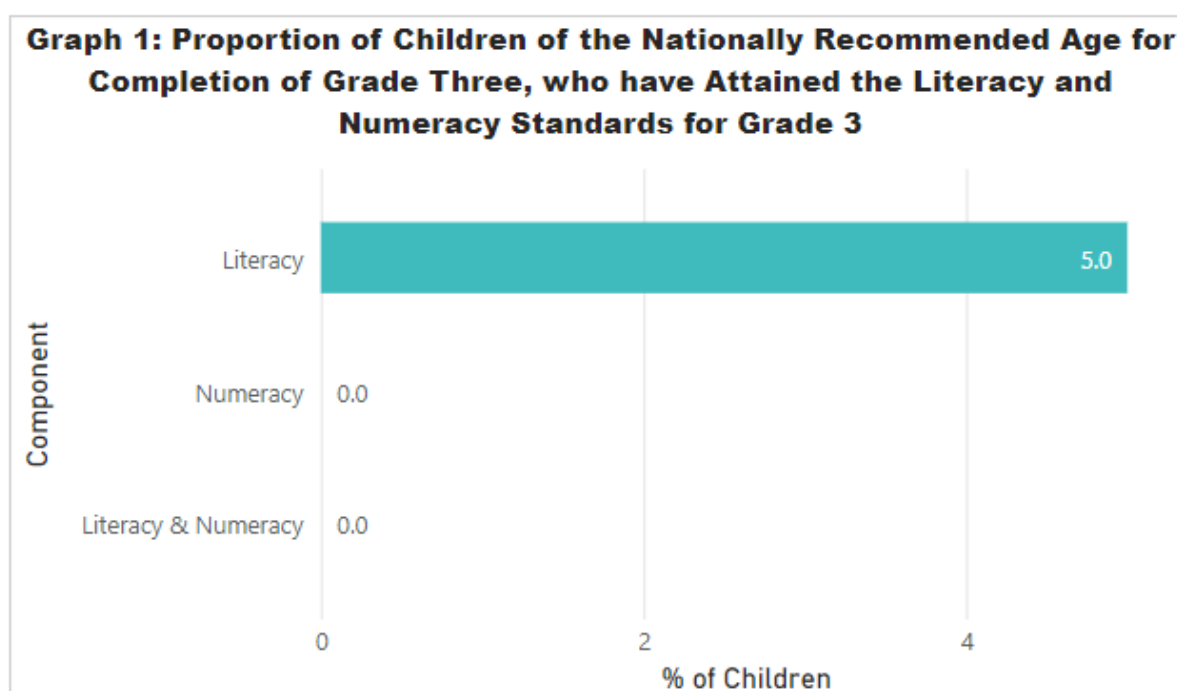 Graph 1: Proportion of Children of the Nationally Recommended Age for
Completion of Grade Three, who have Attained the Literacy and
Numeracy Standards for Grade 3
Component
Literacy
5.0
Numeracy
0.0
Literacy & Numeracy
0.0
0
2
4
% of Children